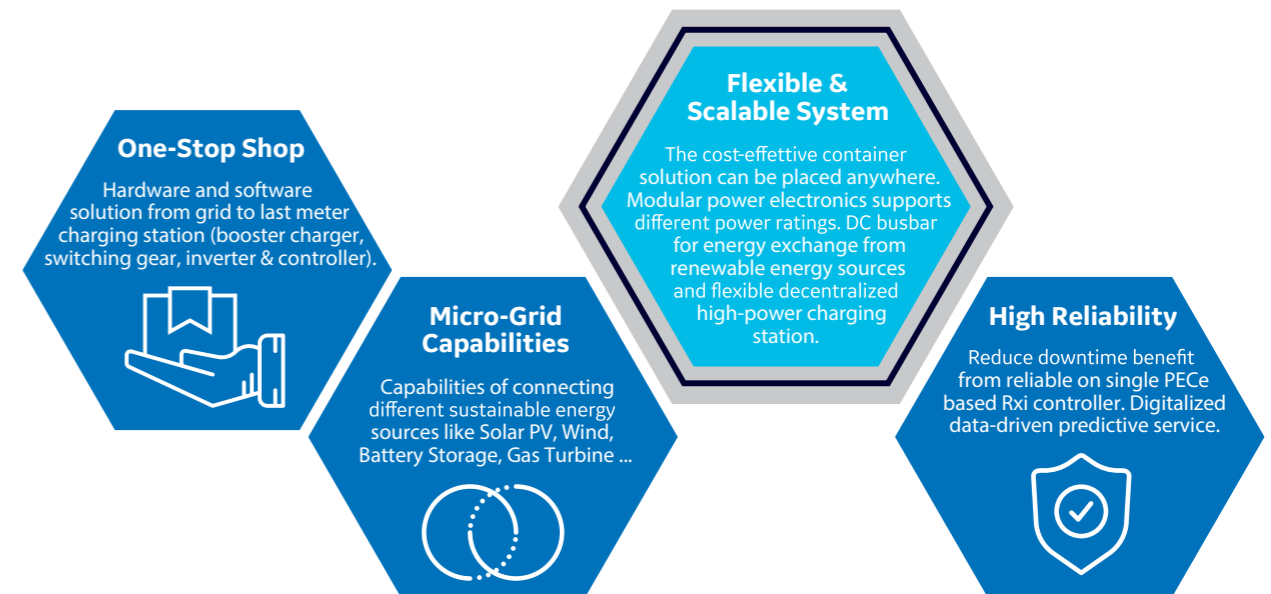 One-Stop Shop
Hardware and software
solution from grid to last meter
charging station (booster charger,
switching gear, inverter & controller).
Micro-Grid
Capabilities
Capabilities of connecting
different sustainable energy
sources like Solar PV, Wind,
Battery Storage, Gas Turbine ...
Flexible &
Scalable System
The cost-effettive container
solution can be placed anywhere.
Modular power electronics supports
different power ratings. DC busbar
for energy exchange from
renewable energy sources
and flexible decentralized
high-power charging
station.
High Reliability
Reduce downtime benefit
from reliable on single PECe
based Rxi controller. Digitalized
data-driven predictive service.